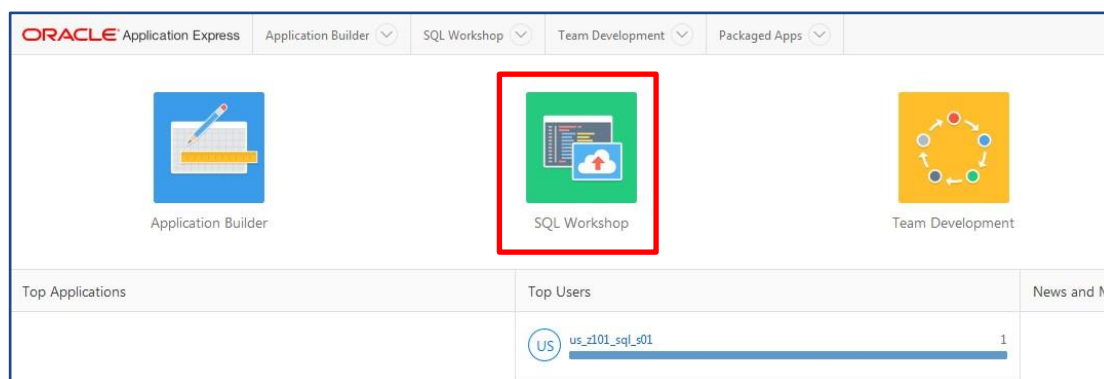 ORACLE Application Express Application Builder SQL Workshop Team Development Packaged Apps
Application Builder SQL Workshop Team Development
Top Applications Top Users News and
US us_z101_sql_s01 1